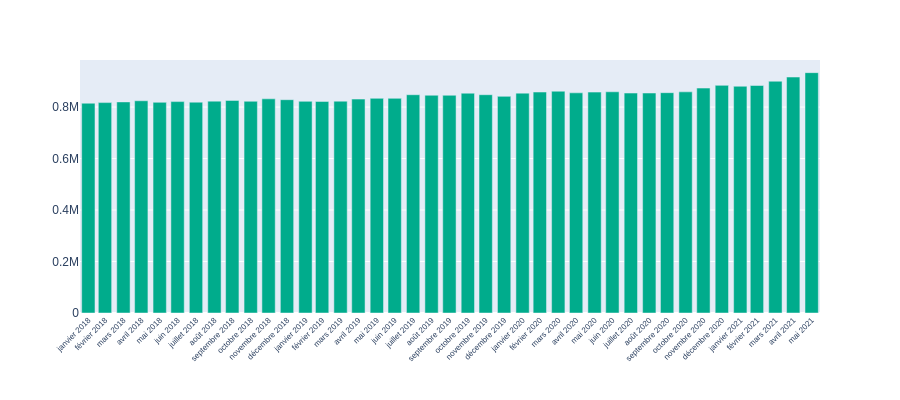 0.8M
0.6M
0.4M
0.2M
0
janvier 2018
février 2018
mars 2018
avril 2018
mai 2018
juin 2018
juillet 2018
août 2018
septembre 2018
octobre 2018
novembre 2018
décembre 2018
janvier 2019
février 2019
mars 2019
avril 2019
mai 2019
juin 2019
juillet 2019
août 2019
septembre 2019
octobre 2019
novembre 2019
décembre 2019
janvier 2020
février 2020
mars 2020
avril 2020
mai 2020
juin 2020
juillet 2020
août 2020
septembre 2020
octobre 2020
novembre 2020
décembre 2020
janvier 2021
février 2021
mars 2021
avril 2021
mai 2021